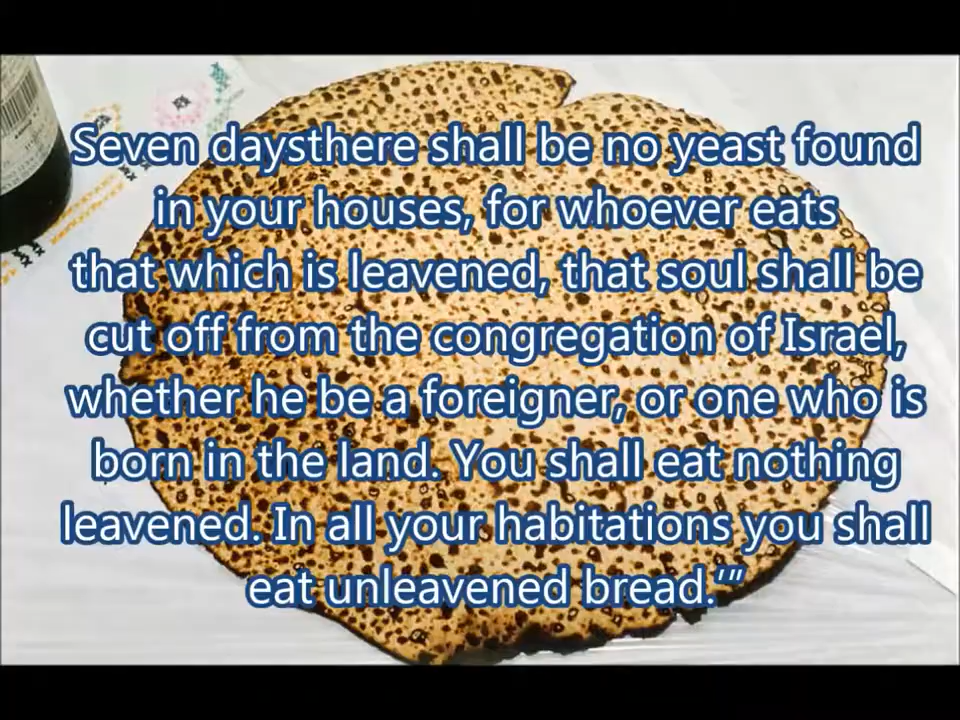 Seven daysthere shall be no yeast found
in your houses, for whoever eats
that which is leavened, that soul shall be
cut off from the congregation of Israel,
whether he be a foreigner, or one who is
born in the land. You shall eat nothing
leavened. In all your habitations you shall
eat unleavened bread.’”